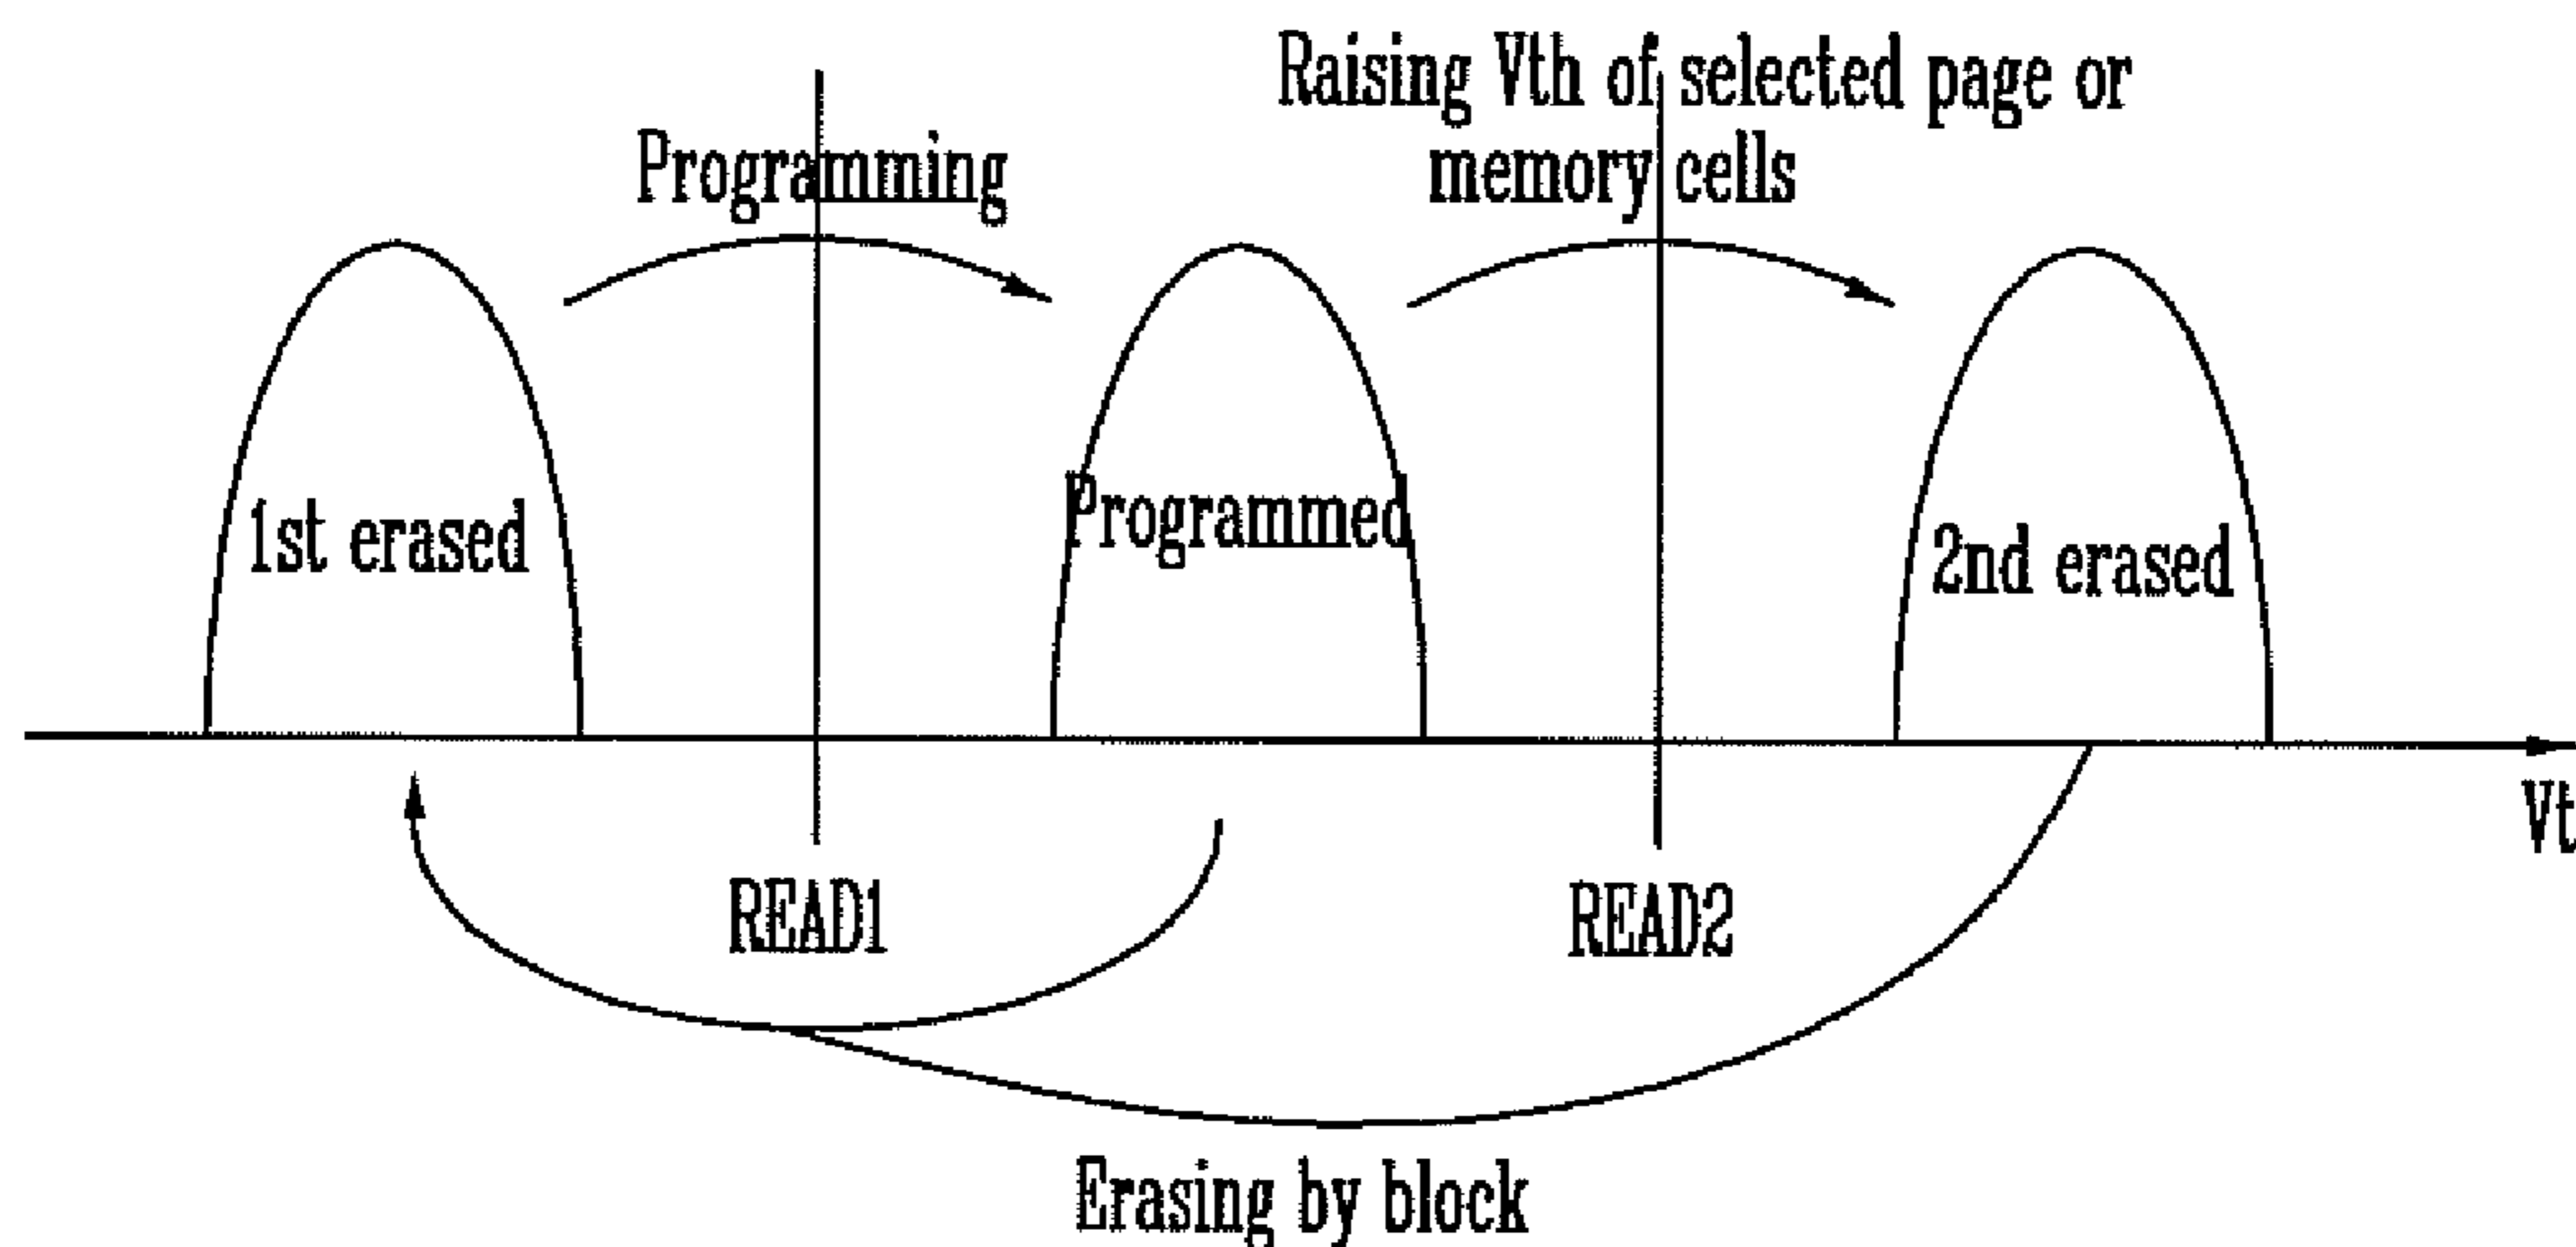 Raising Vth of selected page or
memory cells
Programming
1st erased
Programmed
2nd erased
Vt
READ1
READ2
Erasing by block